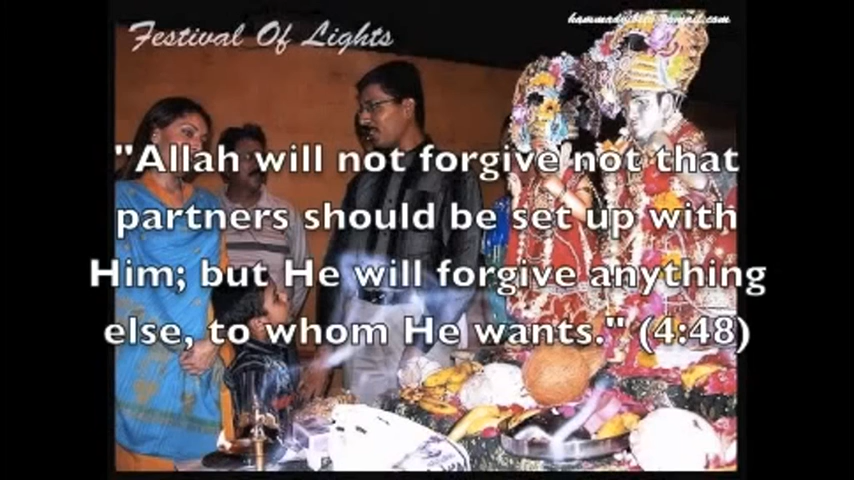 Festival Of Lights
"Allah will not forgive not that
partners should be set up with
Him; but He will forgive anything
else, to whom He wants." (4:48)